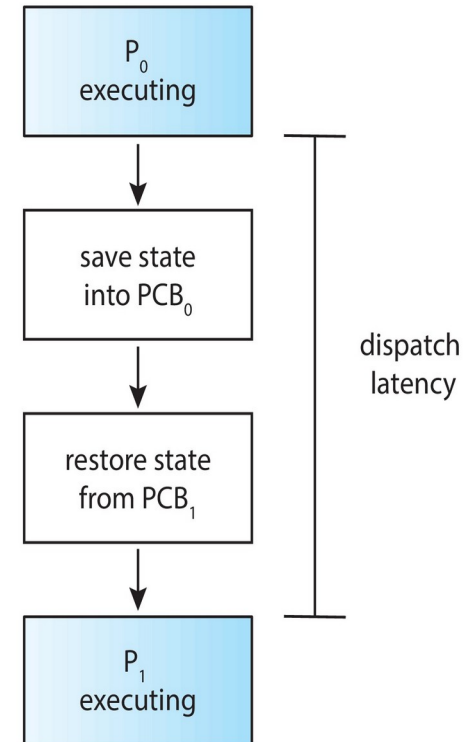 P₀
executing
save state
into PCB₀
dispatch
latency
restore state
from PCB₁
P₁
executing